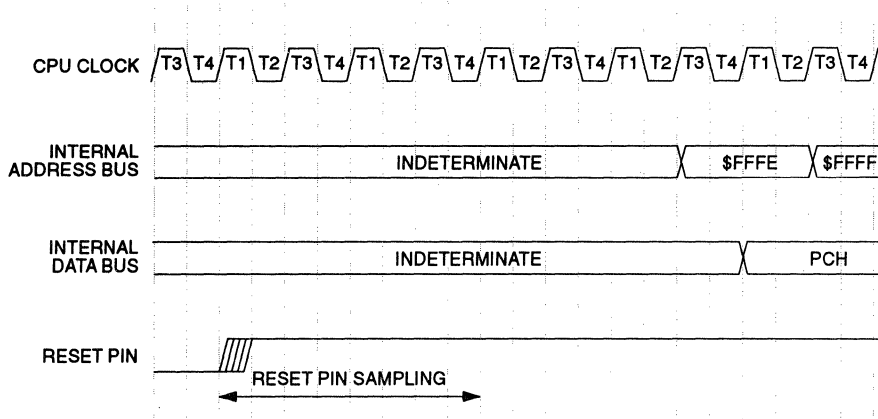 CPU CLOCK T3 T4 T1 T2 T3 T4 T1 T2 T3 T4 T1 T2 T3 T4 T1 T2 T3 T4 T1 T2 T3 T4
INTERNAL
ADDRESS BUS
INDETERMINATE $FFFE $FFFF
INTERNAL
DATA BUS
INDETERMINATE PCH
RESET PIN
RESET PIN SAMPLING